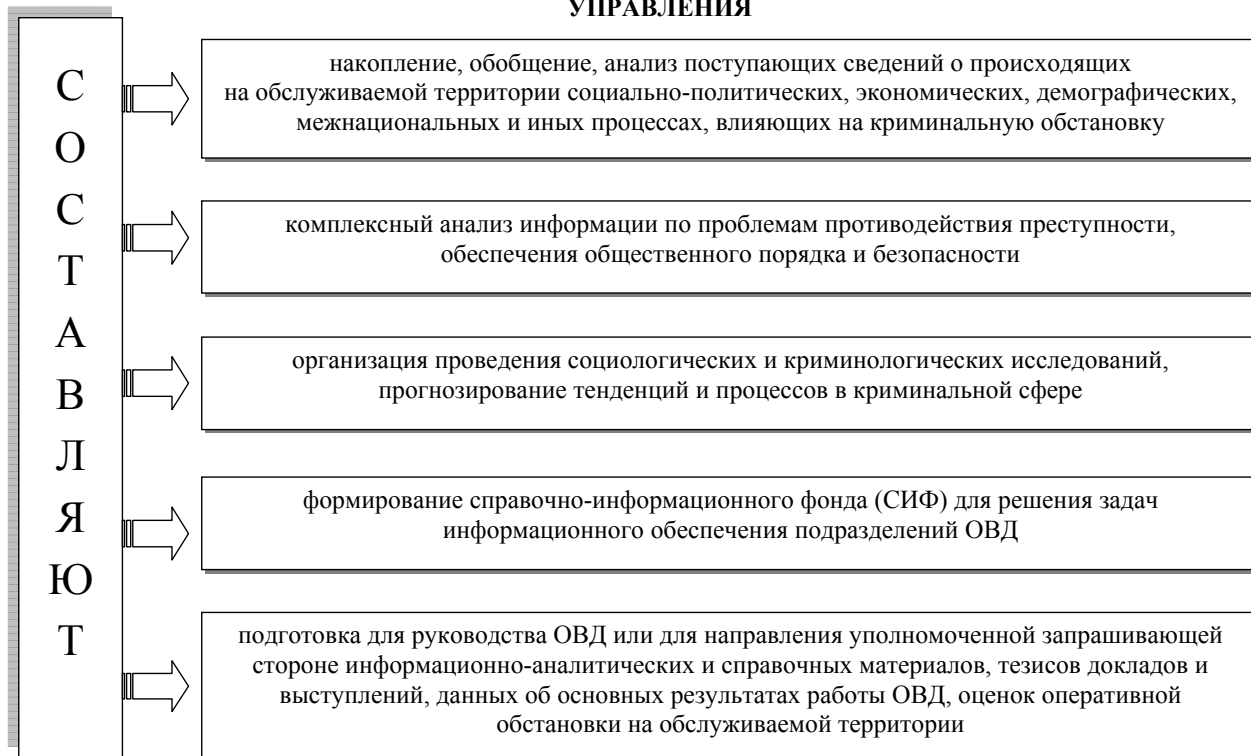 УПРАВЛЕНИЯ
СОСТАВЛЯЮТ
накопление, обобщение, анализ поступающих сведений о происходящих
на обслуживаемой территории социально-политических, экономических, демографических,
межнациональных и иных процессах, влияющих на криминальную обстановку
комплексный анализ информации по проблемам противодействия преступности,
обеспечения общественного порядка и безопасности
организация проведения социологических и криминологических исследований,
прогнозирование тенденций и процессов в криминальной сфере
формирование справочно-информационного фонда (СИФ) для решения задач
информационного обеспечения подразделений ОВД
подготовка для руководства ОВД или для направления уполномоченной запрашивающей
стороне информационно-аналитических и справочных материалов, тезисов докладов и
выступлений, данных об основных результатах работы ОВД, оценок оперативной
обстановки на обслуживаемой территории